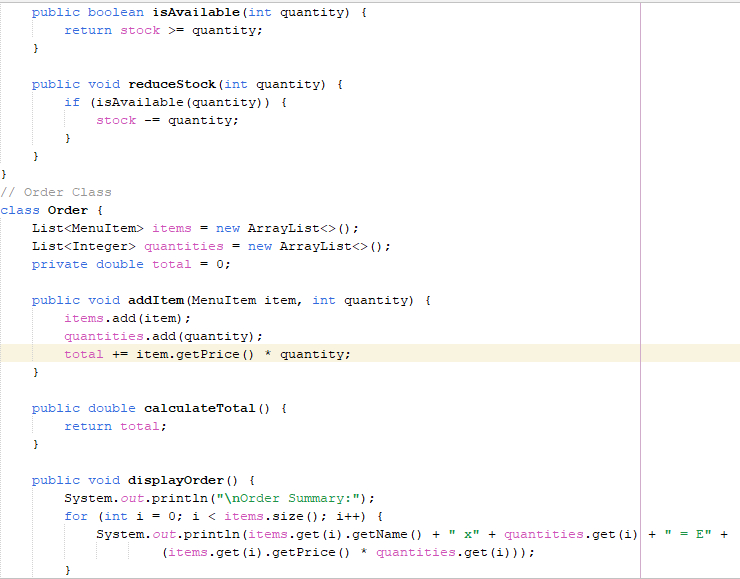 public boolean isAvailable(int quantity) {
        return stock >= quantity;
    }

    public void reduceStock(int quantity) {
        if (isAvailable(quantity)) {
            stock -= quantity;
        }
    }
}
// Order Class
class Order {
    List<MenuItem> items = new ArrayList<>();
    List<Integer> quantities = new ArrayList<>();
    private double total = 0;

    public void addItem(MenuItem item, int quantity) {
        items.add(item);
        quantities.add(quantity);
        total += item.getPrice() * quantity;
    }

    public double calculateTotal() {
        return total;
    }

    public void displayOrder() {
        System.out.println("\nOrder Summary:");
        for (int i = 0; i < items.size(); i++) {
            System.out.println(items.get(i).getName() + " x" + quantities.get(i) + " = E" +
                    (items.get(i).getPrice() * quantities.get(i)));
        }